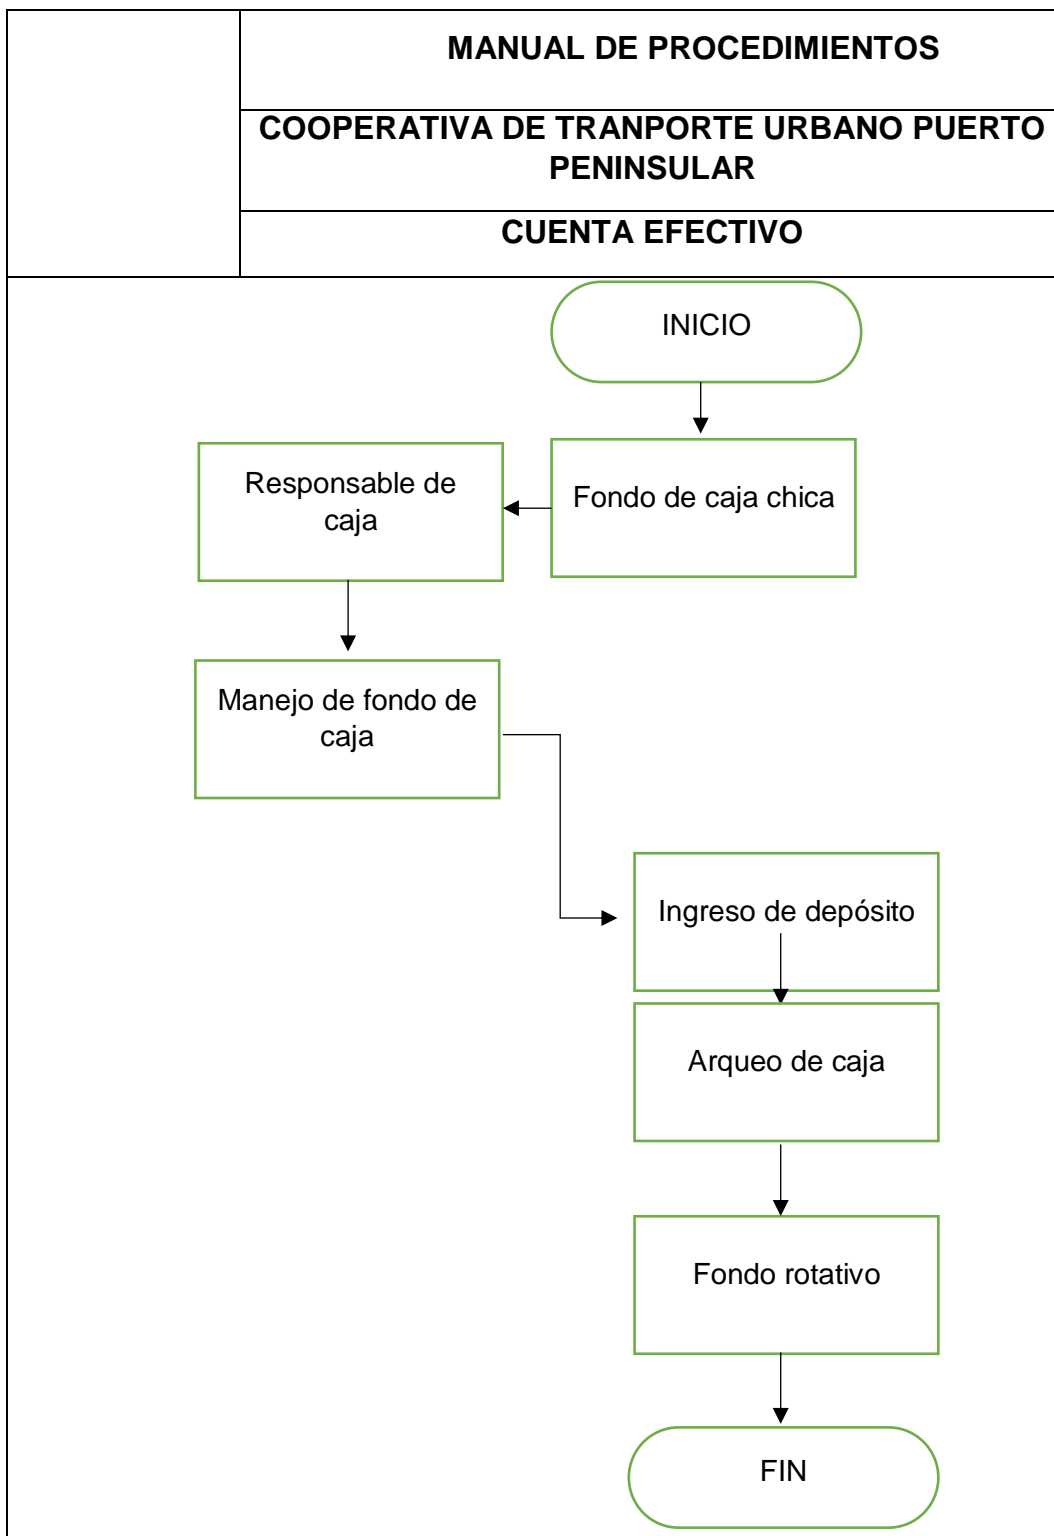 MANUAL DE PROCEDIMIENTOS
COOPERATIVA DE TRANPORTE URBANO PUERTO
PENINSULAR
CUENTA EFECTIVO
INICIO
Fondo de caja chica
Responsable de
caja
Manejo de fondo de
caja
Ingreso de depósito
Arqueo de caja
Fondo rotativo
FIN